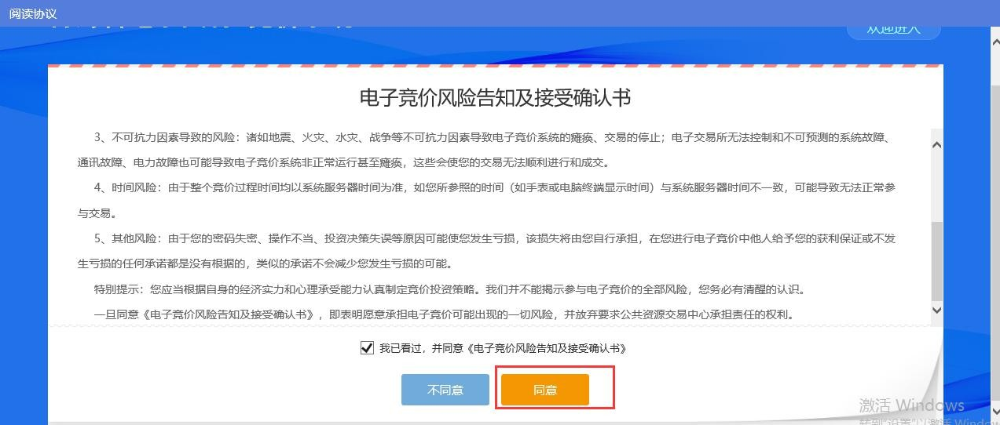 阅读协议
欢迎进入
电子竞价风险告知及接受确认书
3、不可抗力因素导致的风险：诸如地震、火灾、水灾、战争等不可抗力因素导致电子竞价系统的瘫痪、交易的停止；电子交易所无法控制和不可预测的系统故障、
通讯故障、电力故障也可能导致电子竞价系统非正常运行甚至瘫痪，这些会使您的交易无法顺利进行和成交。
4、时间风险：由于整个竞价过程时间均以系统服务器时间为准，如您所参照的时间（如手表或电脑终端显示时间）与系统服务器时间不一致，可能导致无法正常参
与交易。
5、其他风险：由于您的密码失密、操作不当、投资决策失误等原因可能使您发生亏损，该损失将由您自行承担，在您进行电子竞价中他人给予您的获利保证或不发
生亏损的任何承诺都是没有根据的，类似的承诺不会减少您发生亏损的可能。
特别提示：您应当根据自身的经济实力和心理承受能力认真制定竞价投资策略。我们并不能揭示参与电子竞价的全部风险，您务必有清醒的认识。
一旦同意《电子竞价风险告知及接受确认书》，即表明愿意承担电子竞价可能出现的一切风险，并放弃要求公共资源交易中心承担责任的权利。
我已看过，并同意《电子竞价风险告知及接受确认书》
不同意 同意
激活 Windows
转到"设置"以激活 Window